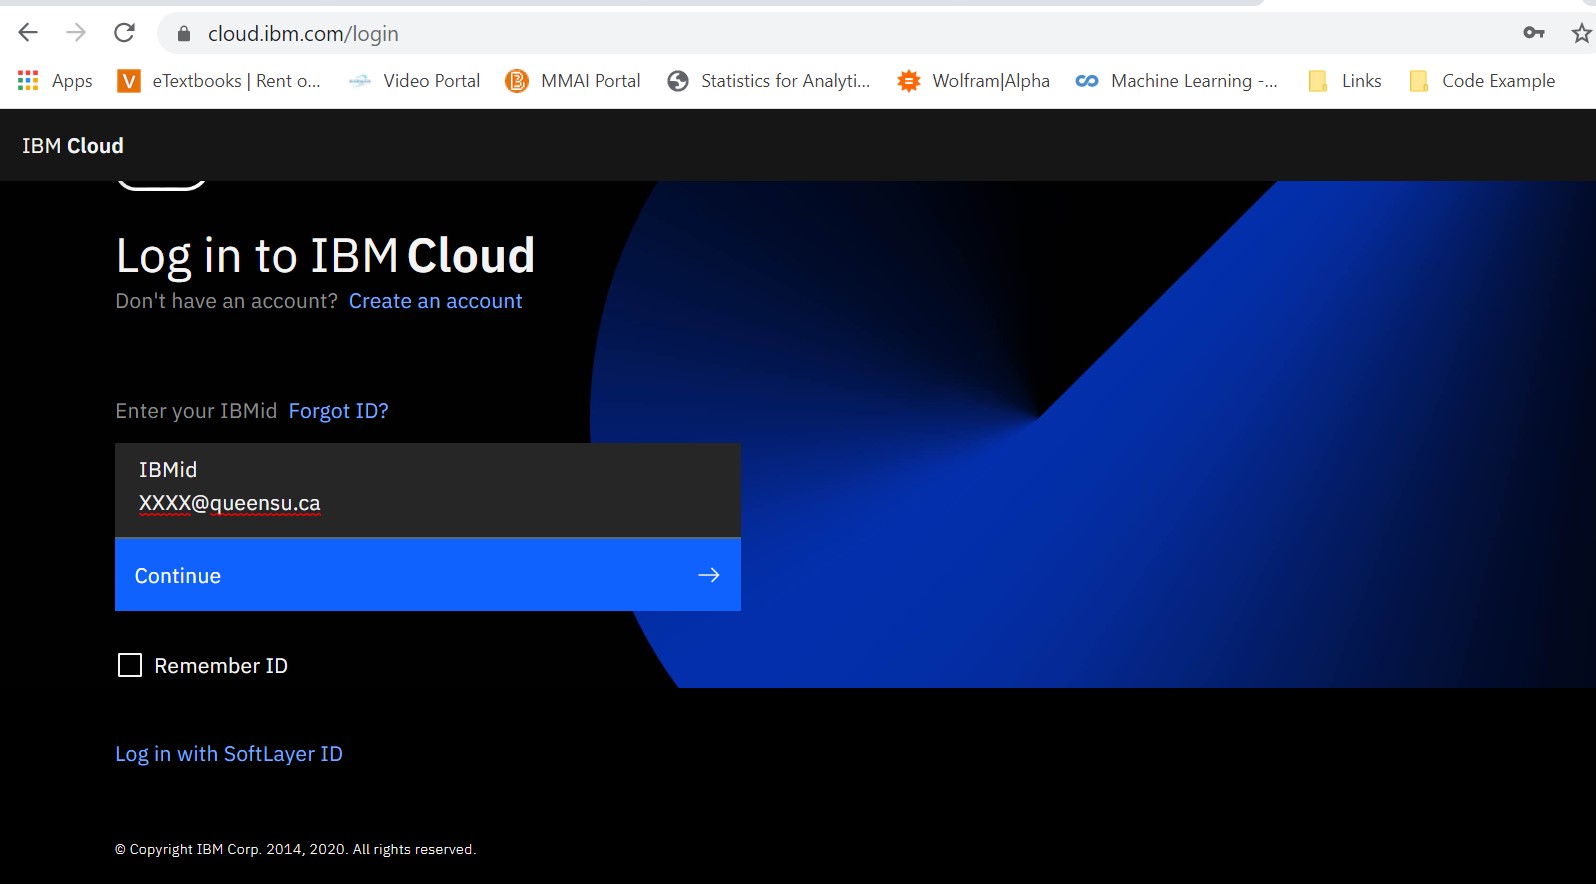 cloud.ibm.com/login
Apps V eTextbooks | Rent o... Video Portal B MMAI Portal Statistics for Analyti... Wolfram|Alpha Machine Learning -... Links Code Example
IBM Cloud
Log in to IBM Cloud
Don't have an account? Create an account
Enter your IBMid Forgot ID?
IBMid
XXXX@queensu.ca
Continue
Remember ID
Log in with SoftLayer ID
© Copyright IBM Corp. 2014, 2020. All rights reserved.